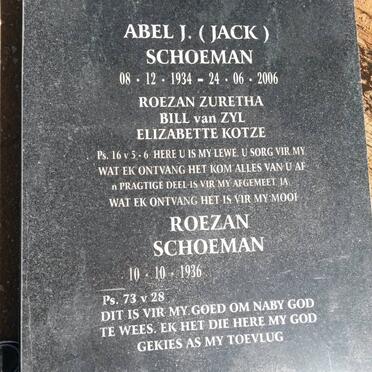 ABEL J. ( JACK )
SCHOEMAN
08 · 12 · 1934 – 24 · 06 · 2006
ROEZAN ZURETHA
BILL van ZYL
ELIZABETTE KOTZE
Ps. 16 v 5 - 6 HERE U IS MY LEWE. U SORG VIR MY
WAT EK ONTVANG HET KOM ALLES VAN U AF
n PRAGTIGE DEEL IS VIR MY AFGEMEET JA
WAT EK ONTVANG HET IS VIR MY MOOI
ROEZAN
SCHOEMAN
10 · 10 · 1936
Ps. 73 v 28
DIT IS VIR MY GOED OM NABY GOD
TE WEES. EK HET DIE HERE MY GOD
GEKIES AS MY TOEVLUG